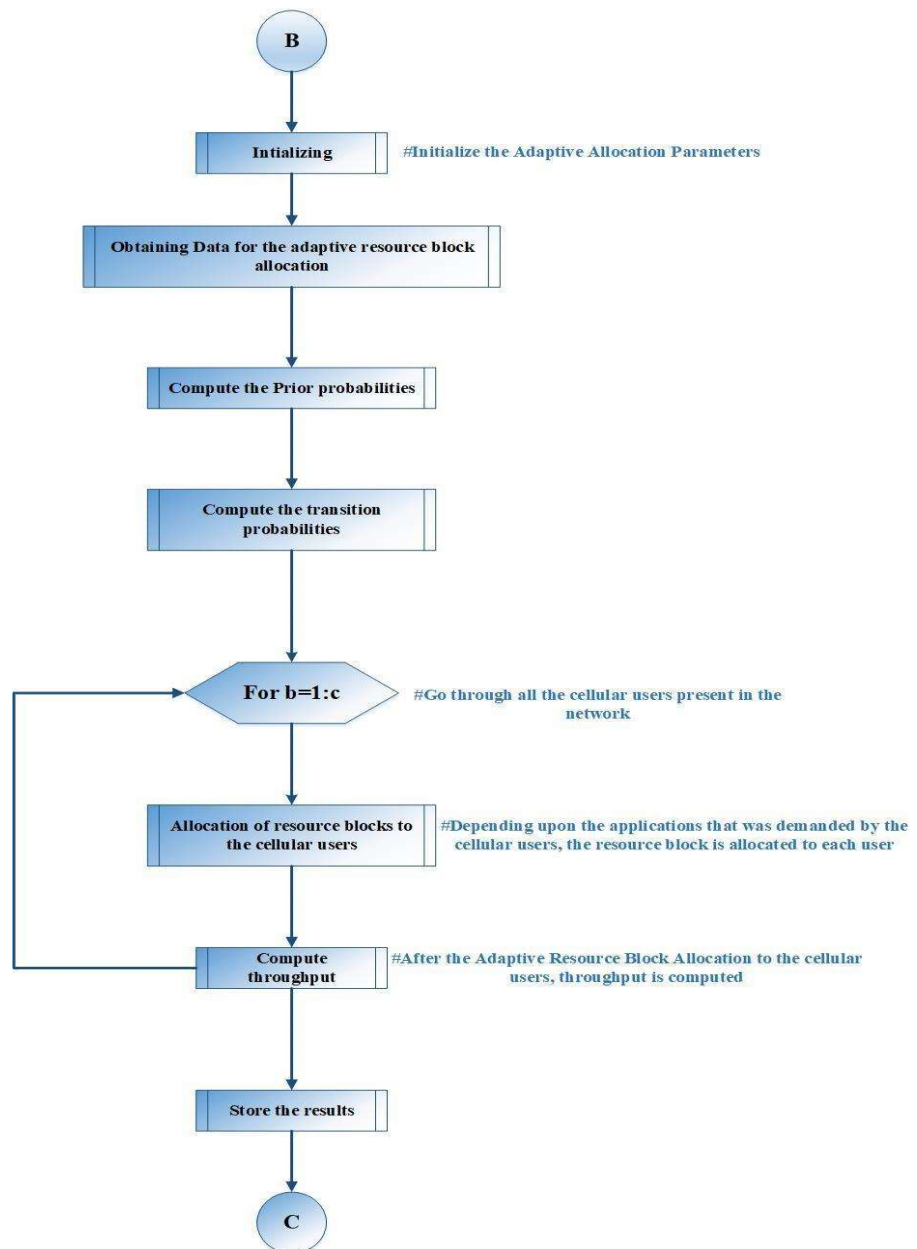 B
Intializing
#Initialize the Adaptive Allocation Parameters
Obtaining Data for the adaptive resource block
allocation
Compute the Prior probabilities
Compute the transition
probabilities
For b=1:c
#Go through all the cellular users present in the
network
Allocation of resource blocks to
the cellular users
#Depending upon the applications that was demanded by the
cellular users, the resource block is allocated to each user
Compute
throughput
#After the Adaptive Resource Block Allocation to the cellular
users, throughput is computed
Store the results
C